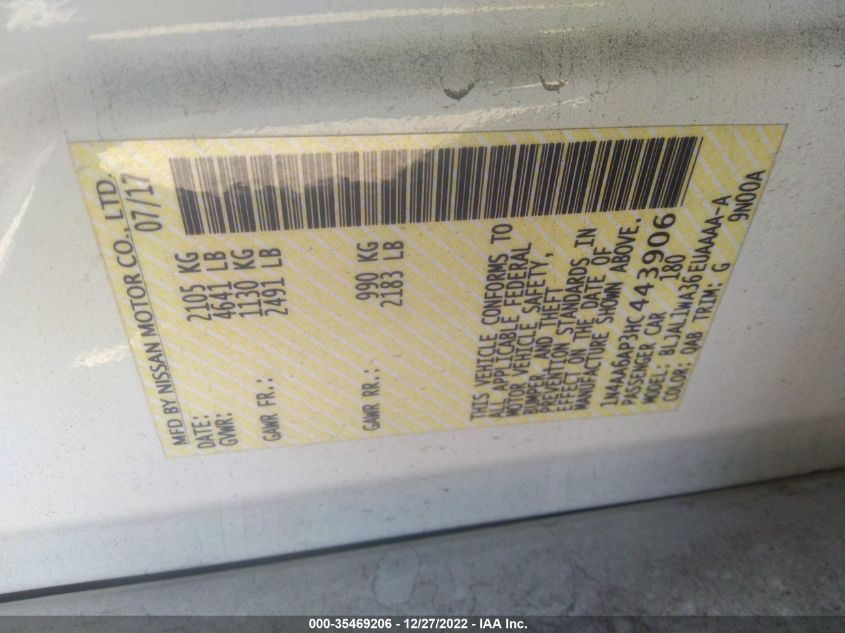 MFD BY NISSAN MOTOR CO., LTD.
DATE: 07/17
GVWR: 2105 KG
4641 LB
GAWR FR.: 1130 KG
2491 LB
GAWR RR.: 990 KG
2183 LB
THIS VEHICLE CONFORMS TO
ALL APPLICABLE FEDERAL
MOTOR VEHICLE SAFETY,
BUMPER, AND THEFT
PREVENTION STANDARDS IN
EFFECT ON THE DATE OF
MANUFACTURE SHOWN ABOVE.
1N4AA6AP3HC443906
PASSENGER CAR 180
MODEL: BLJAL1WA36EUAAAA-A
COLOR: QAB TRIM: G 9N00A
000-35469206 - 12/27/2022 - IAA Inc.